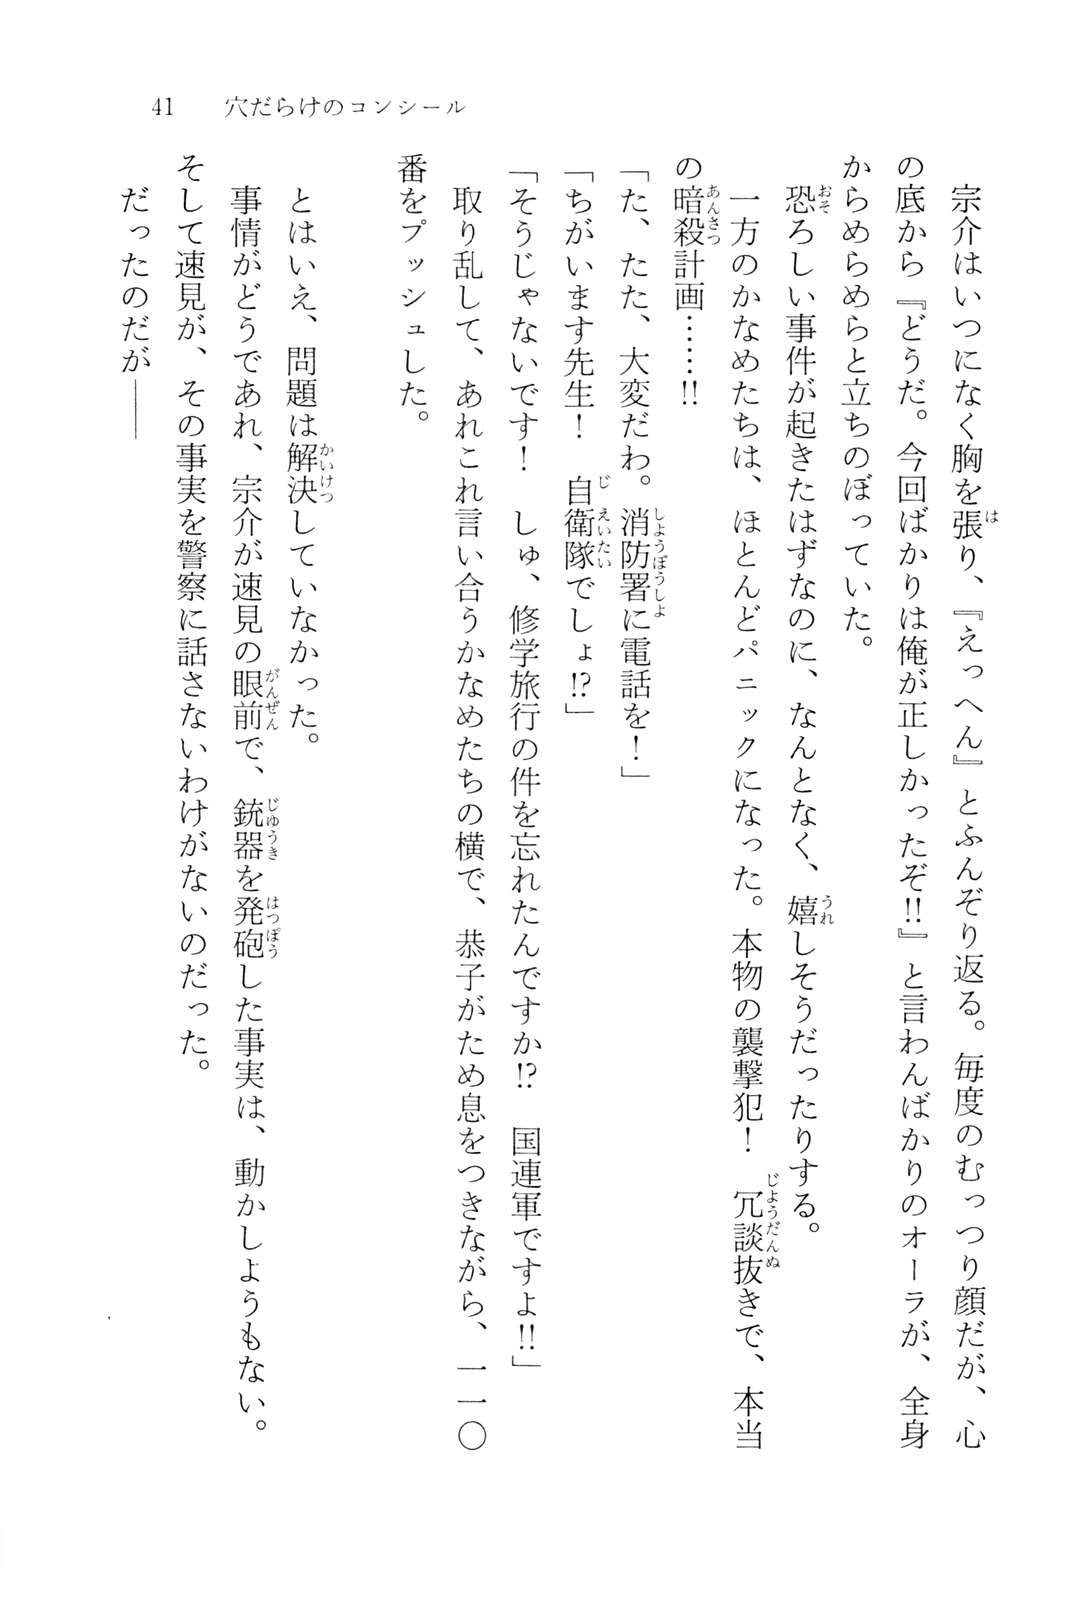 41　穴だらけのコンシール
　宗介はいつになく胸を張り、『えっへん』とふんぞり返る。毎度のむっつり顔だが、心
の底から『どうだ。今回ばかりは俺が正しかったぞ!!』と言わんばかりのオーラが、全身
からめらめらと立ちのぼっていた。
　恐ろしい事件が起きたはずなのに、なんとなく、嬉しそうだったりする。
　一方のかなめたちは、ほとんどパニックになった。本物の襲撃犯！　冗談抜きで、本当
の暗殺計画……!!
「た、たた、大変だわ。消防署に電話を！」
「ちがいます先生！　自衛隊でしょ!?」
「そうじゃないです！　しゅ、修学旅行の件を忘れたんですか!?　国連軍ですよ!!」
　取り乱して、あれこれ言い合うかなめたちの横で、恭子がため息をつきながら、一一〇
番をプッシュした。
　とはいえ、問題は解決していなかった。
　事情がどうであれ、宗介が速見の眼前で、銃器を発砲した事実は、動かしようもない。
そして速見が、その事実を警察に話さないわけがないのだった。
　だったのだが――